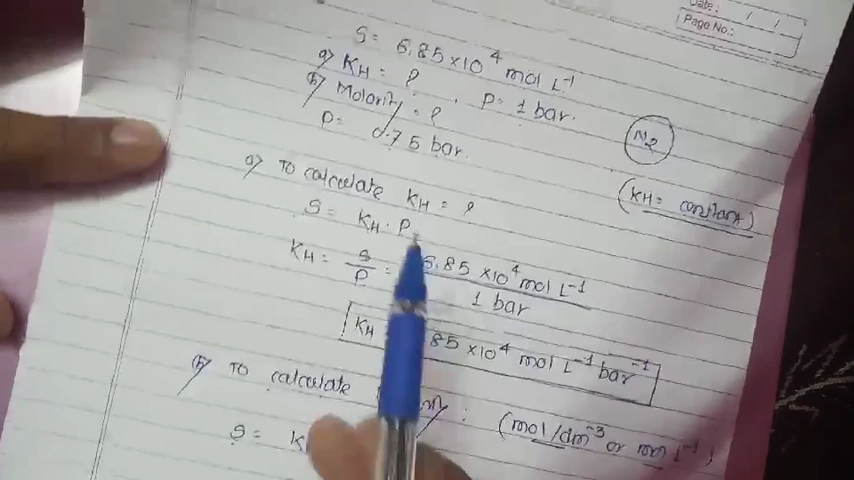 Date: / /
Page No.:
S = 6.85 × 10⁴ mol L⁻¹
a) KH = ? , P = 1 bar.
b) Molarity = ?
P = 0.75 bar.
N₂
(KH = constant)
a) To calculate KH = ?
S = KH · P
KH = S/P = 6.85 × 10⁴ mol L⁻¹ / 1 bar
KH 85 × 10⁴ mol L⁻¹ bar⁻¹
b) To calculate : (mol/dm⁻³ or mol L⁻¹)
S =